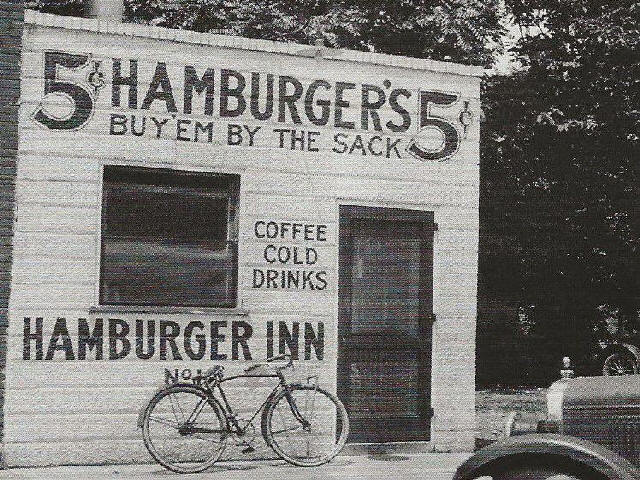 5¢ HAMBURGER'S 5¢
BUY'EM BY THE SACK
COFFEE
COLD
DRINKS
HAMBURGER INN